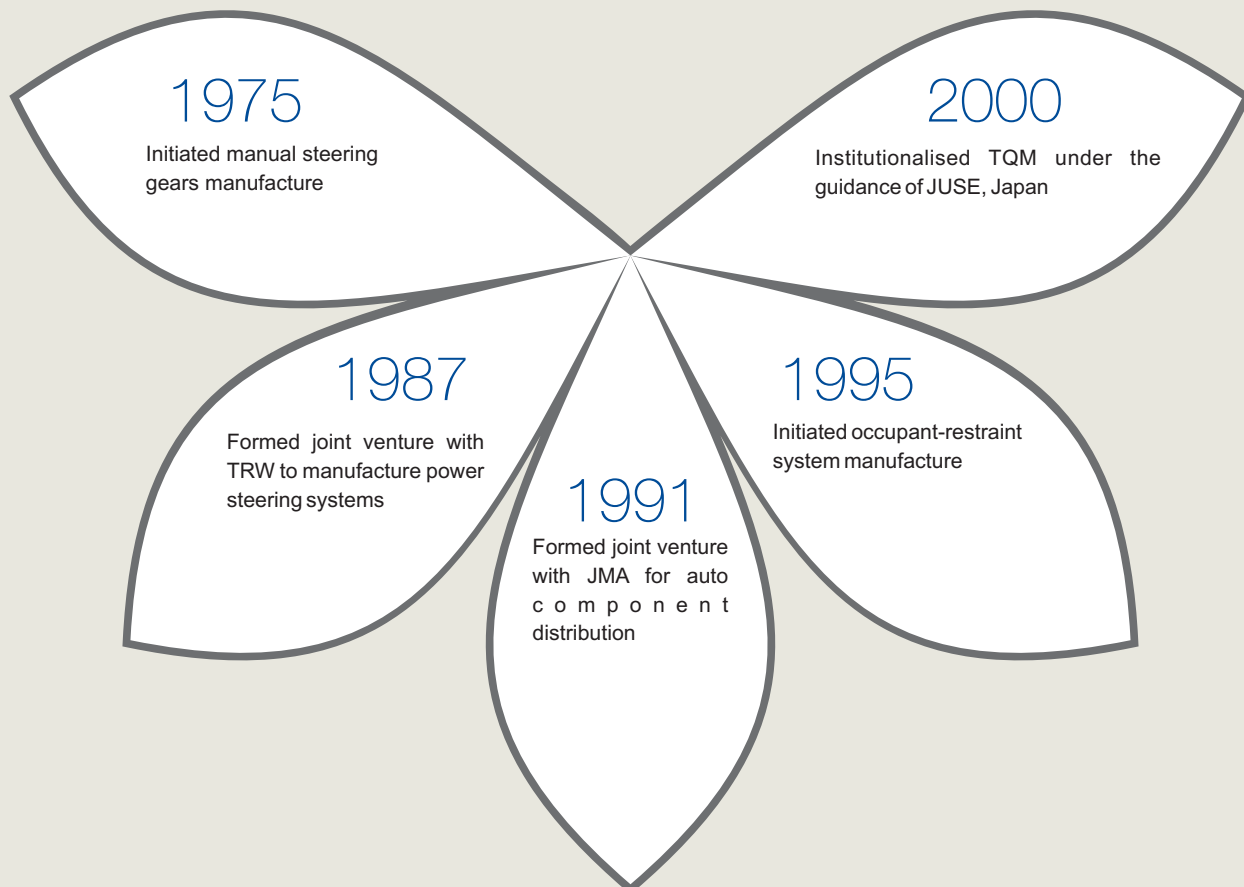 1975
Initiated manual steering
gears manufacture
1987
Formed joint venture with
TRW to manufacture power
steering systems
1991
Formed joint venture
with JMA for auto
component
distribution
1995
Initiated occupant-restraint
system manufacture
2000
Institutionalised TQM under the
guidance of JUSE, Japan